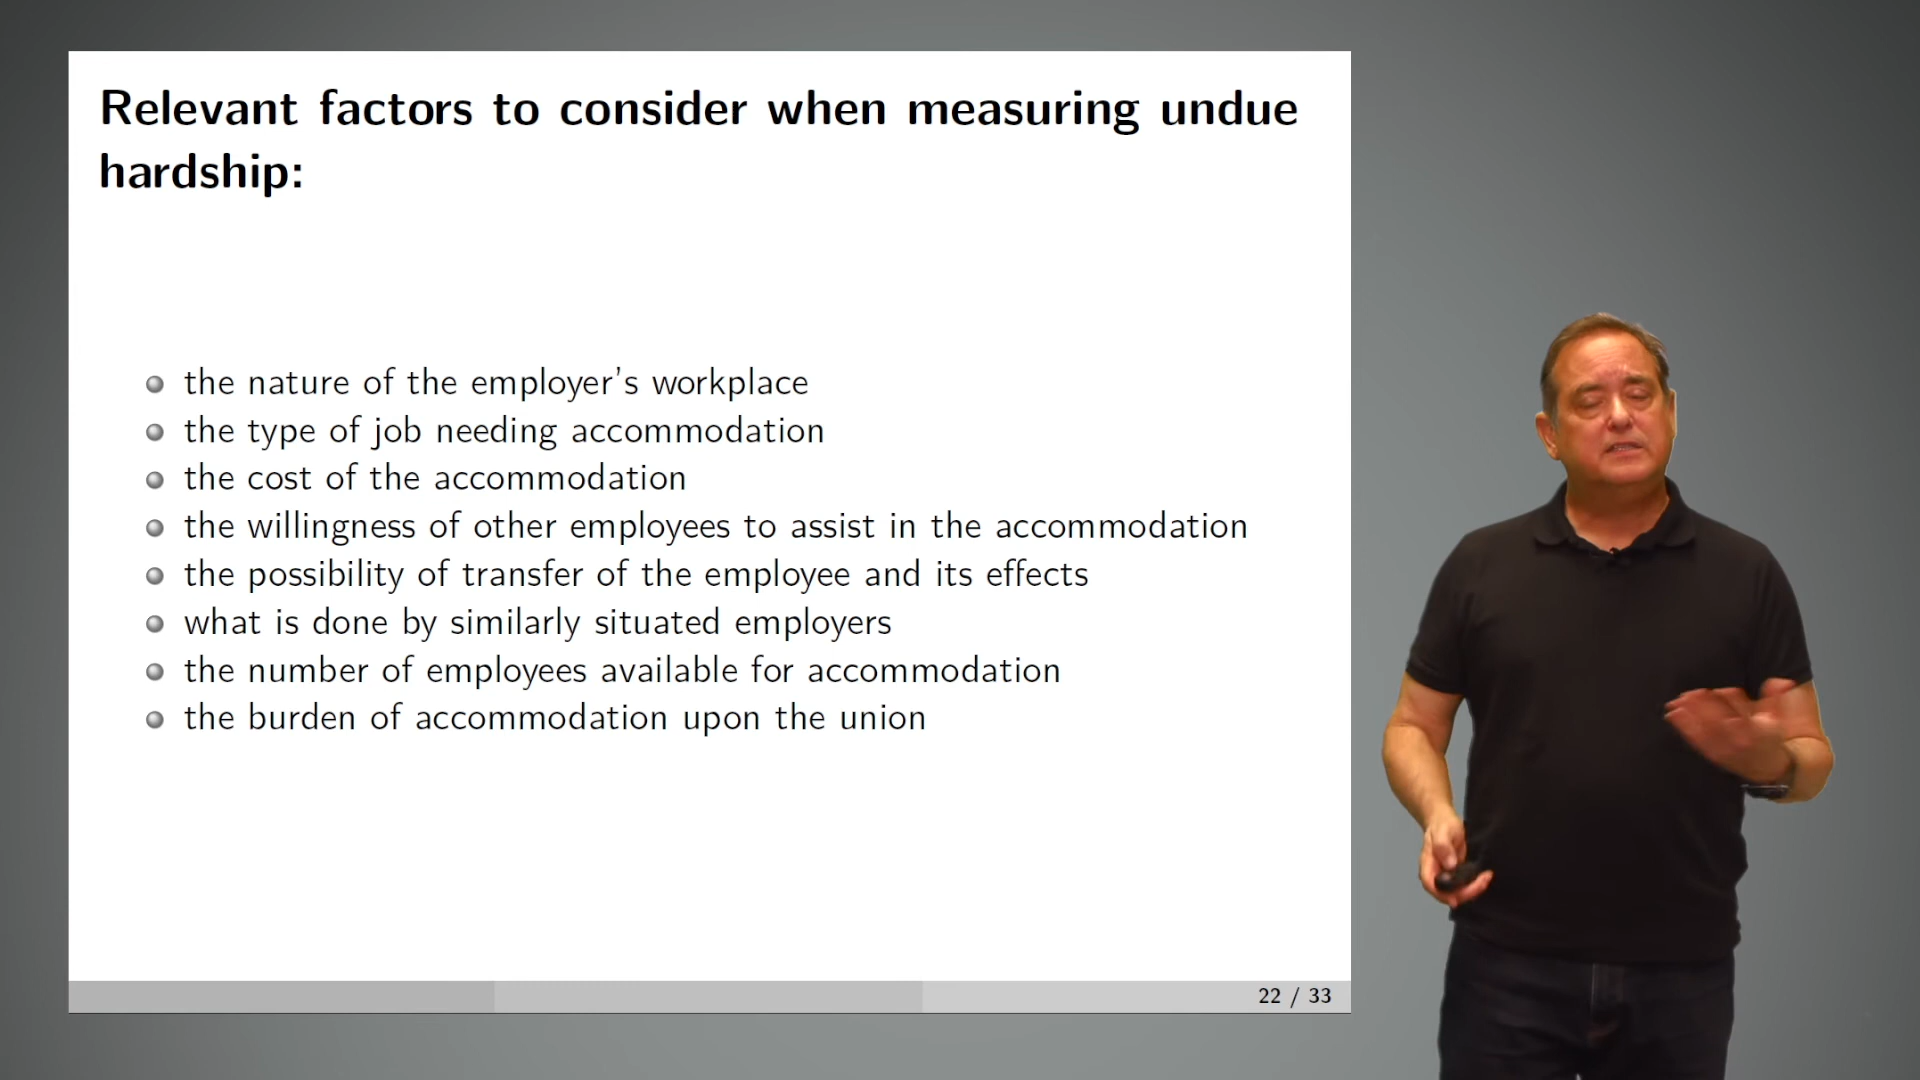 Relevant factors to consider when measuring undue
hardship:
the nature of the employer's workplace
the type of job needing accommodation
the cost of the accommodation
the willingness of other employees to assist in the accommodation
the possibility of transfer of the employee and its effects
what is done by similarly situated employers
the number of employees available for accommodation
the burden of accommodation upon the union
22 / 33